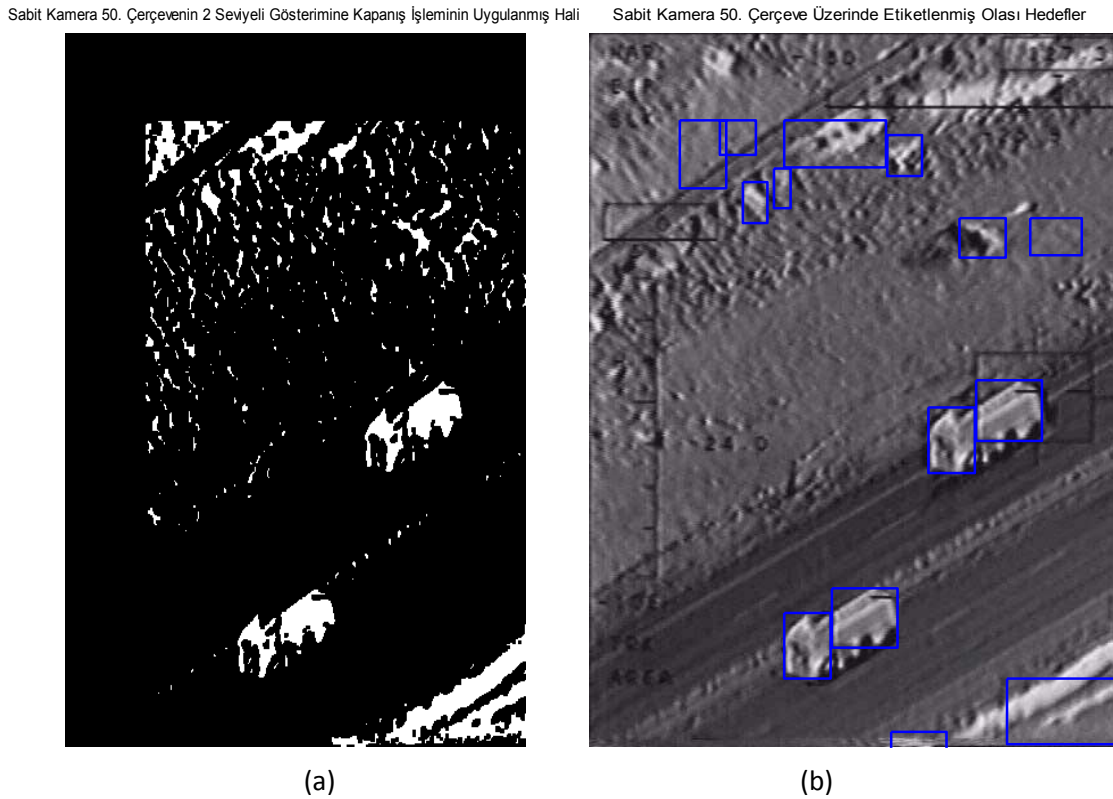 Sabit Kamera 50. Çerçevenin 2 Seviyeli Gösterimine Kapanış İşleminin Uygulanmış Hali
Sabit Kamera 50. Çerçeve Üzerinde Etiketlenmiş Olası Hedefler
24.0
AREA
(a)
(b)